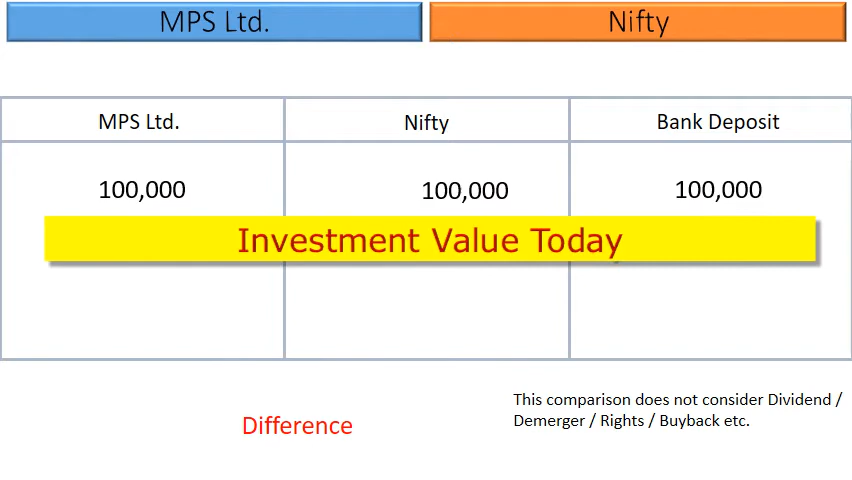 MPS Ltd.
Nifty
MPS Ltd.
Nifty
Bank Deposit
100,000
100,000
100,000
Investment Value Today
Difference
This comparison does not consider Dividend /
Demerger / Rights / Buyback etc.